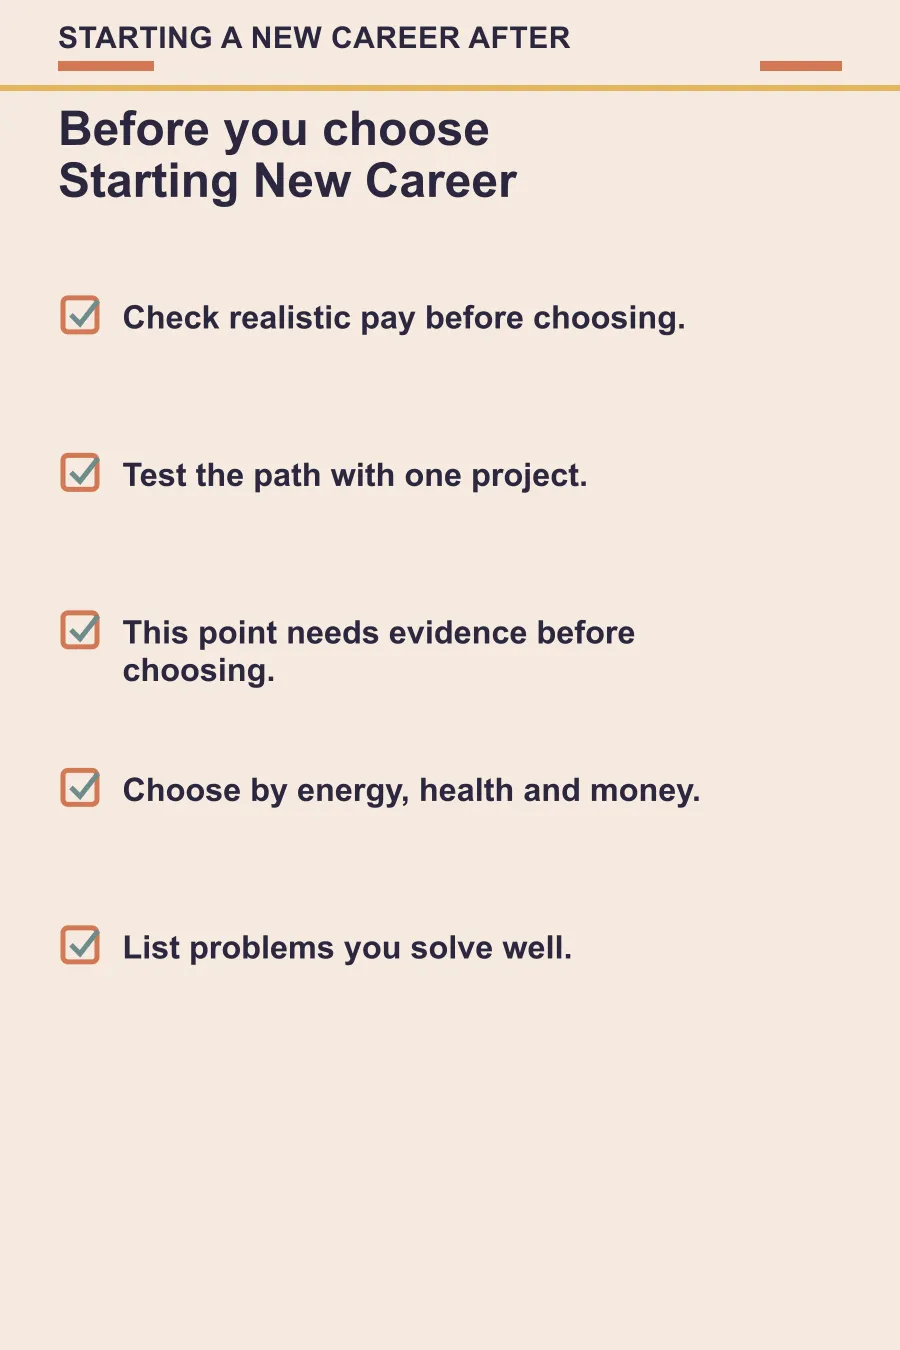 STARTING A NEW CAREER AFTER
Before you choose
Starting New Career
Check realistic pay before choosing.
Test the path with one project.
This point needs evidence before
choosing.
Choose by energy, health and money.
List problems you solve well.